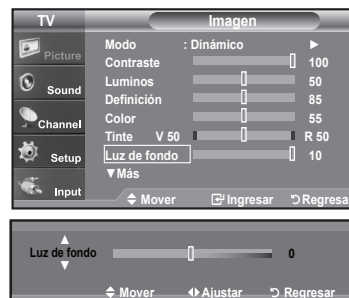 TV Imagen
Picture
Sound
Channel
Setup
Input
Modo : Dinámico ►
Contraste 100
Luminos 50
Definición 85
Color 55
Tinte V 50 R 50
Luz de fondo 10
▼Más
Mover Ingresar Regresar
Luz de fondo 0
Mover Ajustar Regresar